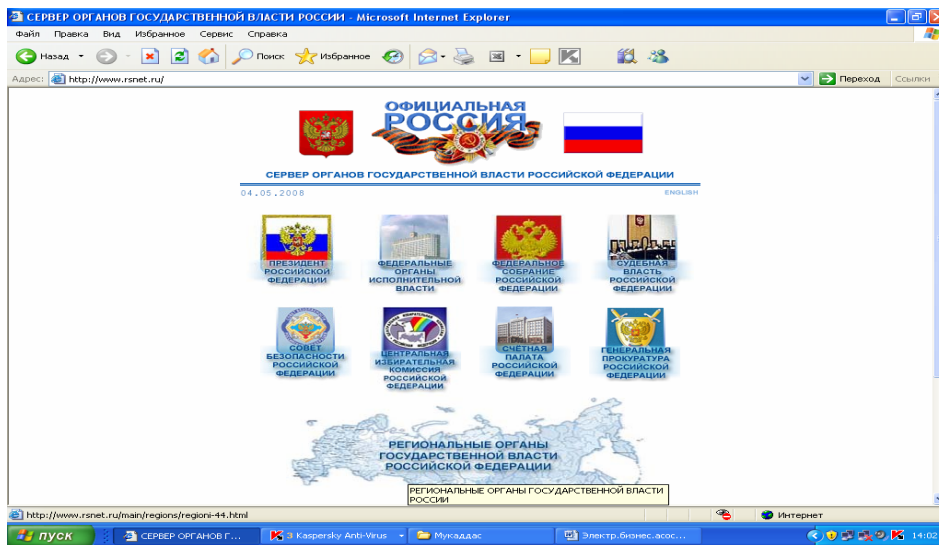 СЕРВЕР ОРГАНОВ ГОСУДАРСТВЕННОЙ ВЛАСТИ РОССИИ - Microsoft Internet Explorer
Файл Правка Вид Избранное Сервис Справка
Назад Поиск Избранное
Адрес: http://www.rsnet.ru/ Переход Ссылки
ОФИЦИАЛЬНАЯ
РОССИЯ
СЕРВЕР ОРГАНОВ ГОСУДАРСТВЕННОЙ ВЛАСТИ РОССИЙСКОЙ ФЕДЕРАЦИИ
04.05.2008 ENGLISH
ПРЕЗИДЕНТ
РОССИЙСКОЙ
ФЕДЕРАЦИИ
ФЕДЕРАЛЬНЫЕ
ОРГАНЫ
ИСПОЛНИТЕЛЬНОЙ
ВЛАСТИ
ФЕДЕРАЛЬНОЕ
СОБРАНИЕ
РОССИЙСКОЙ
ФЕДЕРАЦИИ
СУДЕБНАЯ
ВЛАСТЬ
РОССИЙСКОЙ
ФЕДЕРАЦИИ
СОВЕТ
БЕЗОПАСНОСТИ
РОССИЙСКОЙ
ФЕДЕРАЦИИ
ЦЕНТРАЛЬНАЯ
ИЗБИРАТЕЛЬНАЯ
КОМИССИЯ
РОССИЙСКОЙ
ФЕДЕРАЦИИ
СЧЁТНАЯ
ПАЛАТА
РОССИЙСКОЙ
ФЕДЕРАЦИИ
ГЕНЕРАЛЬНАЯ
ПРОКУРАТУРА
РОССИЙСКОЙ
ФЕДЕРАЦИИ
РЕГИОНАЛЬНЫЕ ОРГАНЫ
ГОСУДАРСТВЕННОЙ ВЛАСТИ
РОССИЙСКОЙ ФЕДЕРАЦИИ
РЕГИОНАЛЬНЫЕ ОРГАНЫ ГОСУДАРСТВЕННОЙ ВЛАСТИ
РОССИИ
http://www.rsnet.ru/main/regions/regioni-44.html Интернет
пуск СЕРВЕР ОРГАНОВ Г... 3 Kaspersky Anti-Virus Мукаддас Электр.бизнес.асос... 14:02